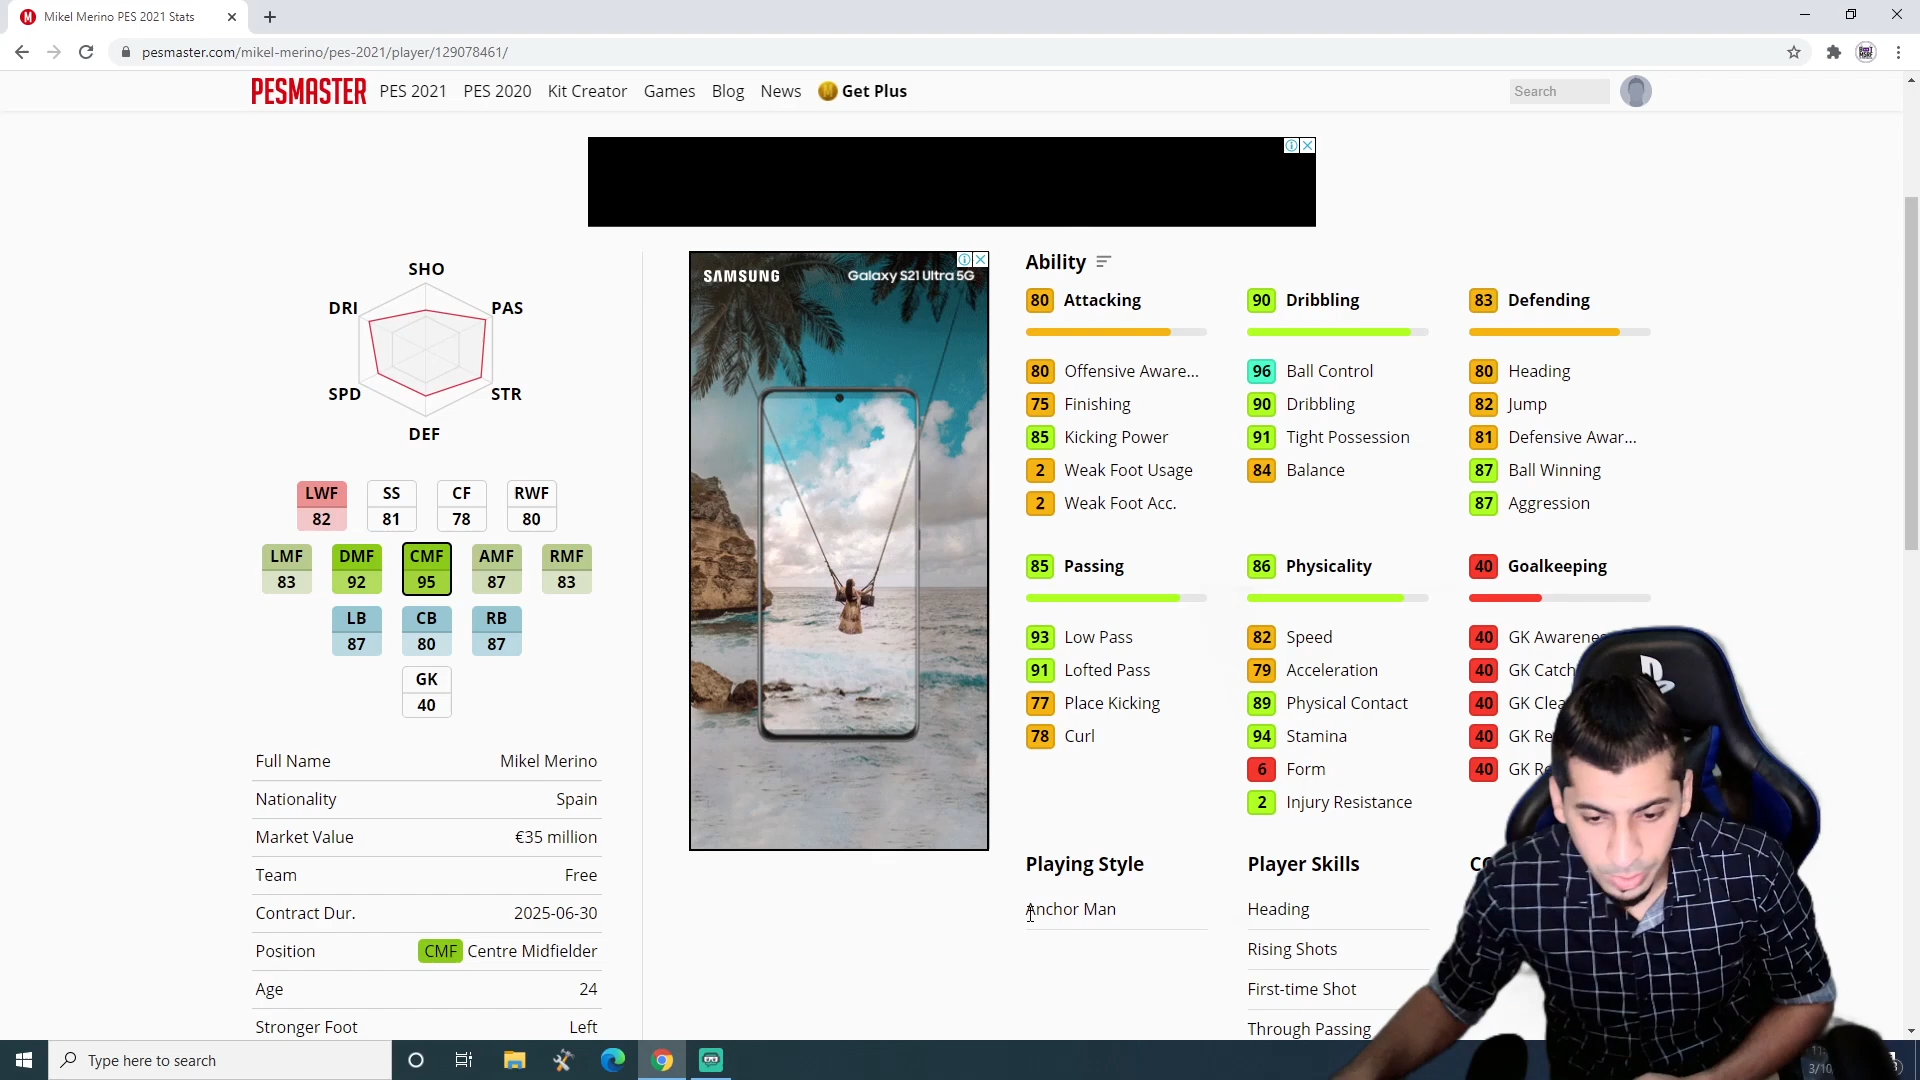 Mikel Merino PES 2021 Stats
pesmaster.com/mikel-merino/pes-2021/player/129078461/
PESMASTER PES 2021 PES 2020 Kit Creator Games Blog News Get Plus Search
SHO
DRI PAS
SPD STR
DEF
LWF SS CF RWF
82 81 78 80
LMF DMF CMF AMF RMF
83 92 95 87 83
LB CB RB
87 80 87
GK
40
Full Name Mikel Merino
Nationality Spain
Market Value €35 million
Team Free
Contract Dur. 2025-06-30
Position CMF Centre Midfielder
Age 24
Stronger Foot Left
SAMSUNG Galaxy S21 Ultra 5G
Ability
80 Attacking
80 Offensive Aware...
75 Finishing
85 Kicking Power
2 Weak Foot Usage
2 Weak Foot Acc.
90 Dribbling
96 Ball Control
90 Dribbling
91 Tight Possession
84 Balance
83 Defending
80 Heading
82 Jump
81 Defensive Awar...
87 Ball Winning
87 Aggression
85 Passing
93 Low Pass
91 Lofted Pass
77 Place Kicking
78 Curl
86 Physicality
82 Speed
79 Acceleration
89 Physical Contact
94 Stamina
6 Form
2 Injury Resistance
40 Goalkeeping
40 GK
40 GK
40 GK
40 GK
40 GK
Playing Style
Anchor Man
Player Skills
Heading
Rising Shots
First-time Shot
Through Passing
Type here to search